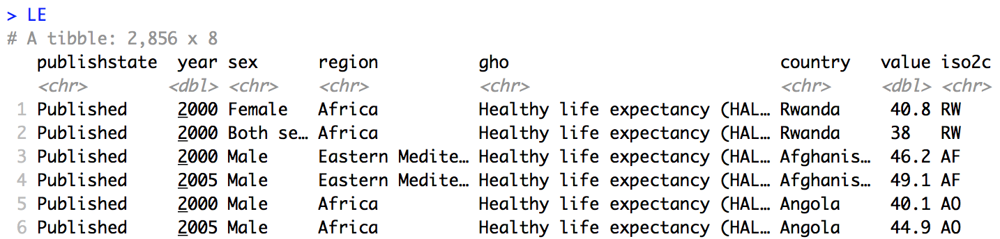 > LE
# A tibble: 2,856 x 8
publishstate year sex region gho country value iso2c
<chr> <dbl> <chr> <chr> <chr> <chr> <dbl> <chr>
1 Published 2000 Female Africa Healthy life expectancy (HAL… Rwanda 40.8 RW
2 Published 2000 Both se… Africa Healthy life expectancy (HAL… Rwanda 38 RW
3 Published 2000 Male Eastern Medite… Healthy life expectancy (HAL… Afghanis… 46.2 AF
4 Published 2005 Male Eastern Medite… Healthy life expectancy (HAL… Afghanis… 49.1 AF
5 Published 2000 Male Africa Healthy life expectancy (HAL… Angola 40.1 AO
6 Published 2005 Male Africa Healthy life expectancy (HAL… Angola 44.9 AO